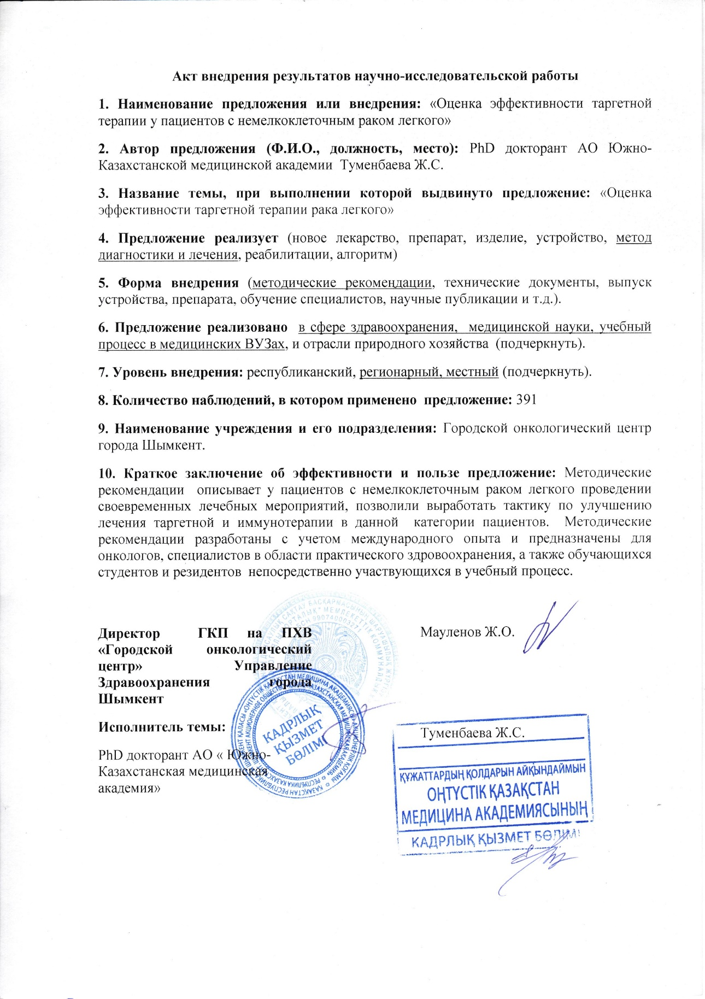 Акт внедрения результатов научно-исследовательской работы
1. Наименование предложения или внедрения: «Оценка эффективности таргетной
терапии у пациентов с немелкоклеточным раком легкого»
2. Автор предложения (Ф.И.О., должность, место): PhD докторант АО Южно-
Казахстанской медицинской академии Туменбаева Ж.С.
3. Название темы, при выполнении которой выдвинуто предложение: «Оценка
эффективности таргетной терапии рака легкого»
4. Предложение реализует (новое лекарство, препарат, изделие, устройство, метод
диагностики и лечения, реабилитации, алгоритм)
5. Форма внедрения (методические рекомендации, технические документы, выпуск
устройства, препарата, обучение специалистов, научные публикации и т.д.).
6. Предложение реализовано в сфере здравоохранения, медицинской науки, учебный
процесс в медицинских ВУЗах, и отрасли природного хозяйства (подчеркнуть).
7. Уровень внедрения: республиканский, регионарный, местный (подчеркнуть).
8. Количество наблюдений, в котором применено предложение: 391
9. Наименование учреждения и его подразделения: Городской онкологический центр
города Шымкент.
10. Краткое заключение об эффективности и пользе предложение: Методические
рекомендации описывает у пациентов с немелкоклеточным раком легкого проведении
своевременных лечебных мероприятий, позволили выработать тактику по улучшению
лечения таргетной и иммунотерапии в данной категории пациентов. Методические
рекомендации разработаны с учетом международного опыта и предназначены для
онкологов, специалистов в области практического здровоохранения, а также обучающихся
студентов и резидентов непосредственно участвующихся в учебный процесс.
Директор ГКП на ПХВ
«Городской онкологический
центр» Управление
Здравоохранения города
Шымкент
Мауленов Ж.О.
Исполнитель темы:
PhD докторант АО « Южно-
Казахстанская медицинская
академия»
Туменбаева Ж.С.
КАДРЛЫҚ
ҚЫЗМЕТ
БӨЛІМІ
ҚҰЖАТТАРДЫҢ ҚОЛДАРЫН АЙҚЫНДАЙМЫН
ОҢТҮСТІК ҚАЗАҚСТАН
МЕДИЦИНА АКАДЕМИЯСЫНЫҢ
КАДРЛЫҚ ҚЫЗМЕТ БӨЛІМІ